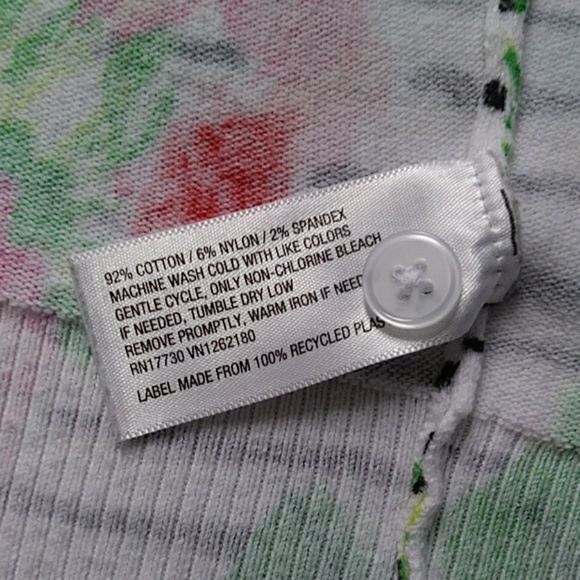 92% COTTON / 6% NYLON / 2% SPANDEX
MACHINE WASH COLD WITH LIKE COLORS
GENTLE CYCLE, ONLY NON-CHLORINE BLEACH
IF NEEDED, TUMBLE DRY LOW
REMOVE PROMPTLY, WARM IRON IF NEED
RN17730 VN1262180
LABEL MADE FROM 100% RECYCLED PLAS